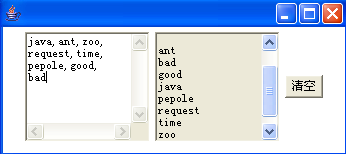 java, ant, zoo,
request, time,
pepole, good,
bad
ant
bad
good
java
pepole
request
time
zoo
清空